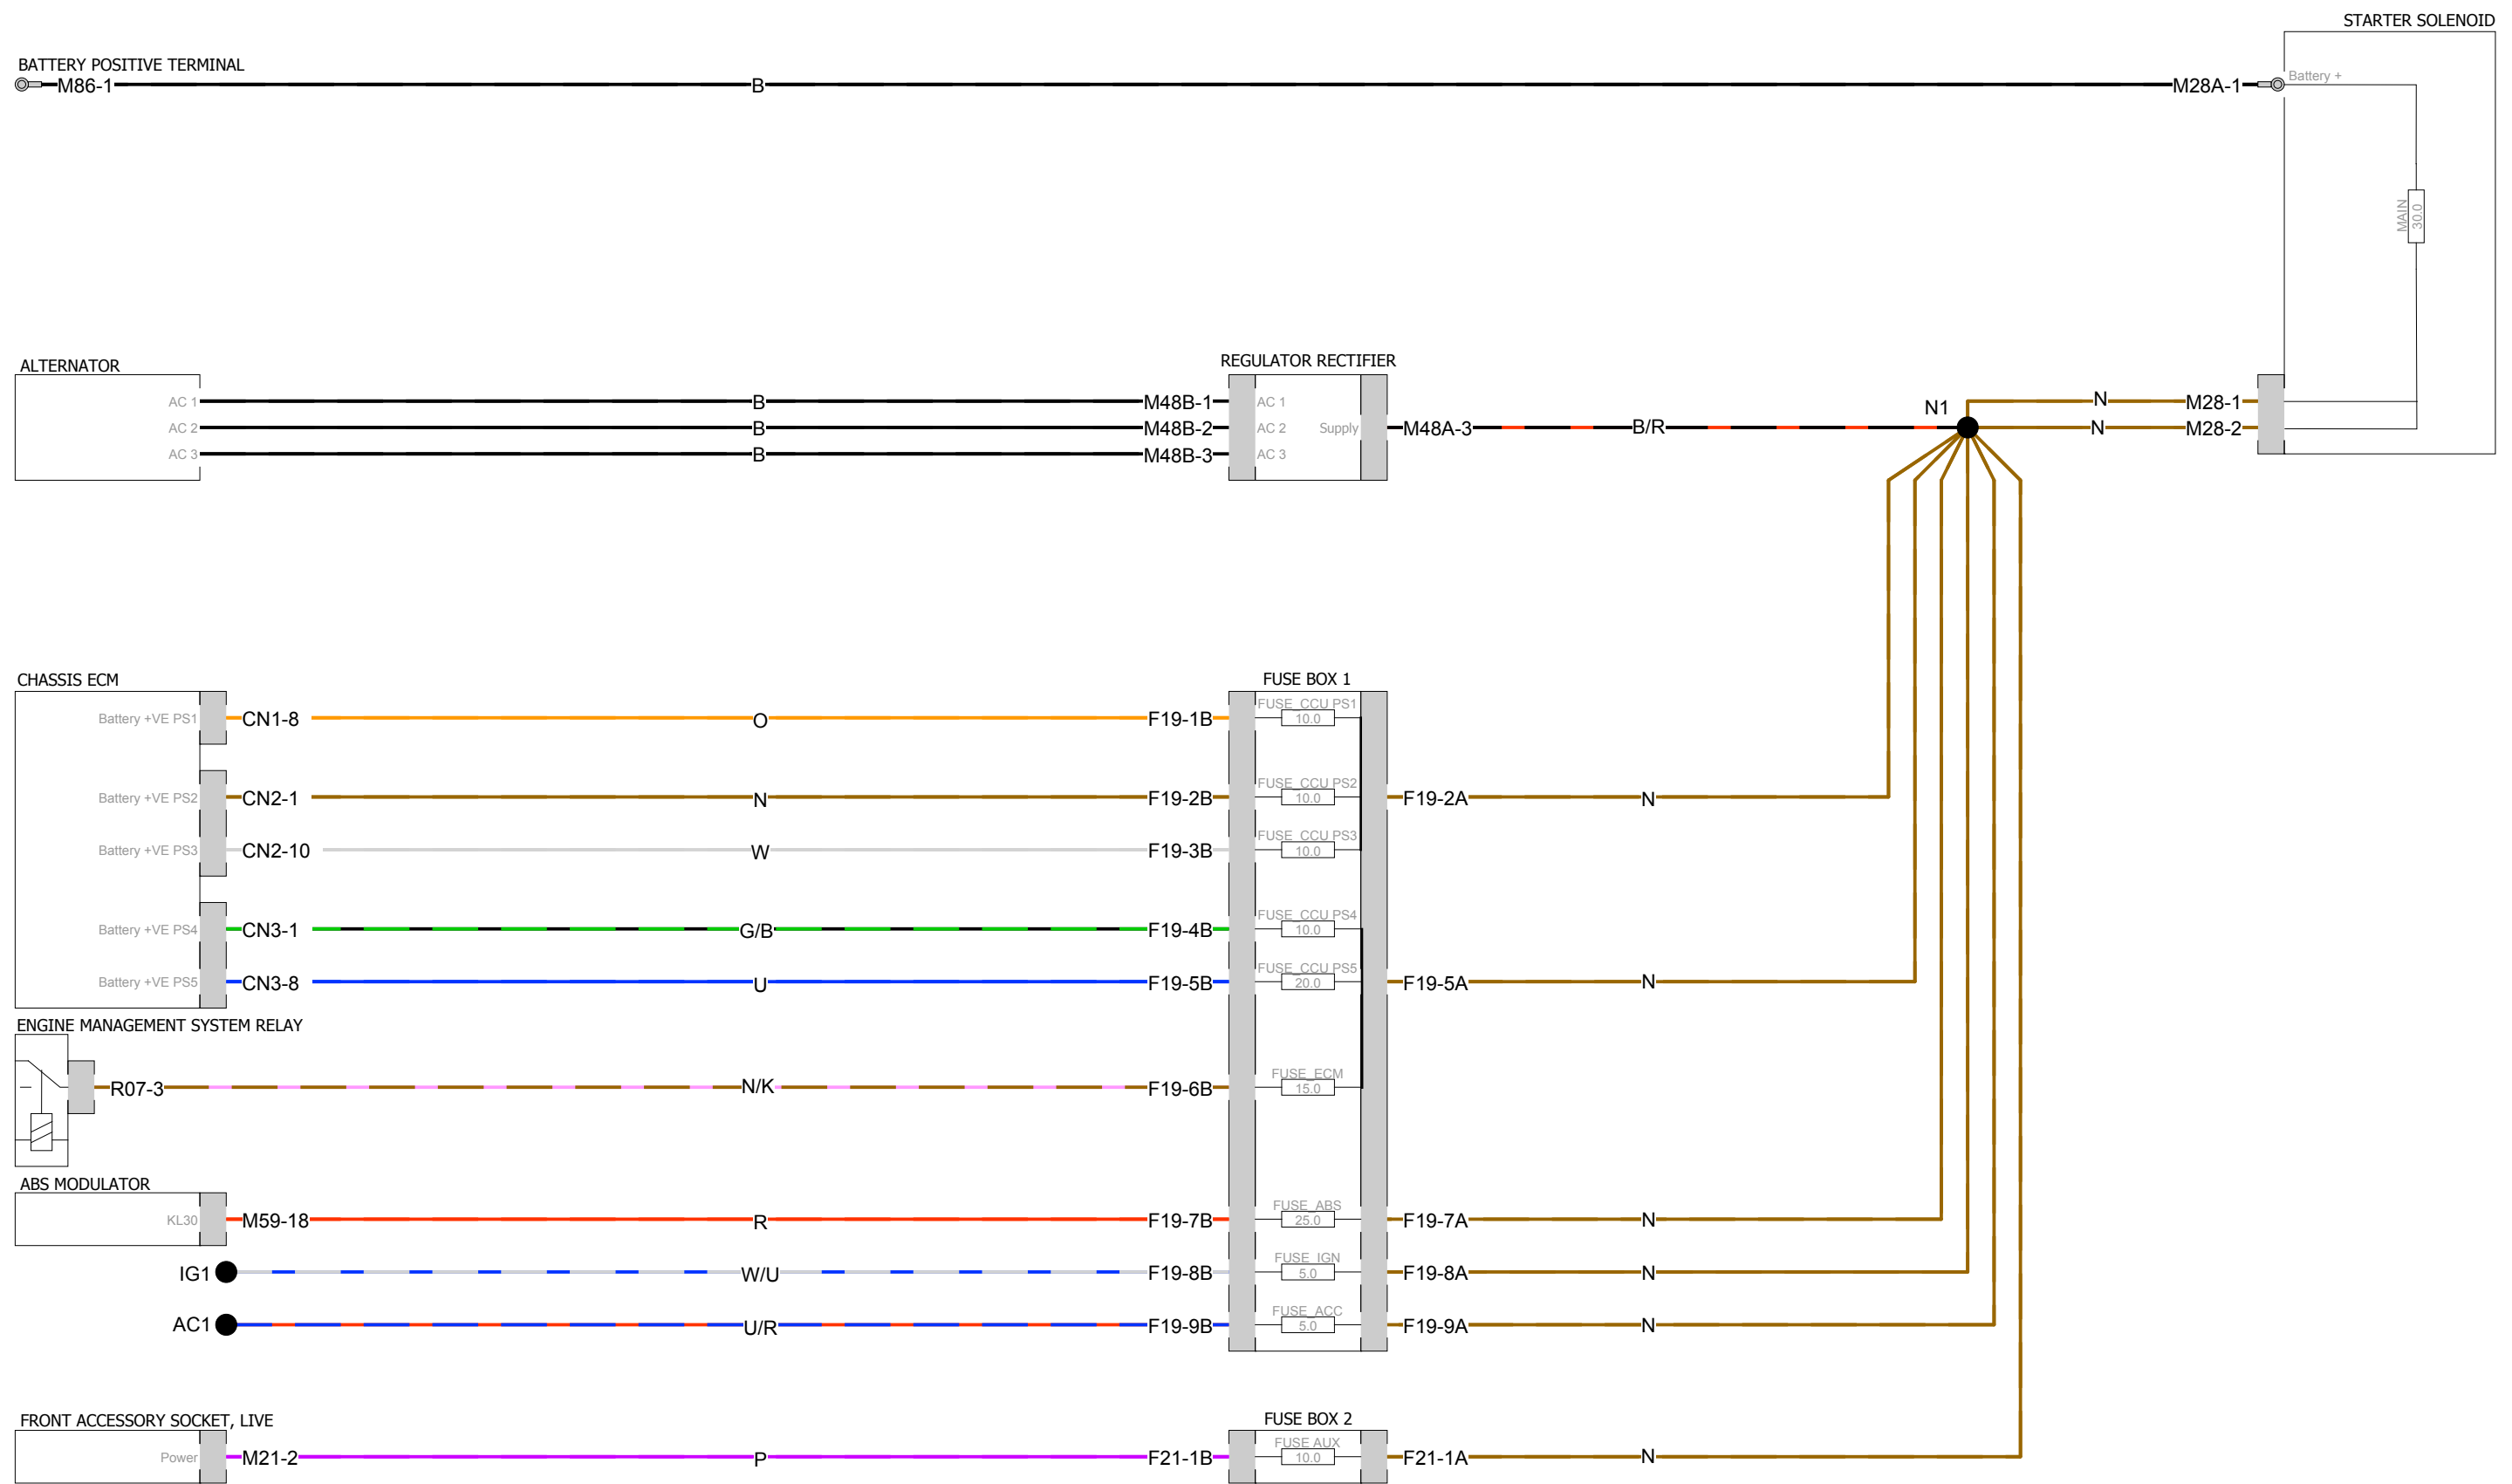 STARTER SOLENOID
BATTERY POSITIVE TERMINAL
M86-1 B M28A-1 Battery +
MAIN
30.0
ALTERNATOR
REGULATOR RECTIFIER
AC 1 B M48B-1 AC 1 N1 N M28-1
AC 2 B M48B-2 AC 2 Supply M48A-3 B/R N M28-2
AC 3 B M48B-3 AC 3
CHASSIS ECM
FUSE BOX 1
FUSE_CCU PS1
Battery +VE PS1 CN1-8 O F19-1B 10.0
FUSE_CCU PS2
Battery +VE PS2 CN2-1 N F19-2B 10.0 F19-2A N
FUSE_CCU PS3
Battery +VE PS3 CN2-10 W F19-3B 10.0
FUSE_CCU PS4
Battery +VE PS4 CN3-1 G/B F19-4B 10.0
FUSE_CCU PS5
Battery +VE PS5 CN3-8 U F19-5B 20.0 F19-5A N
ENGINE MANAGEMENT SYSTEM RELAY
FUSE_ECM
R07-3 N/K F19-6B 15.0
ABS MODULATOR
FUSE_ABS
KL30 M59-18 R F19-7B 25.0 F19-7A N
FUSE_IGN
IG1 W/U F19-8B 5.0 F19-8A N
FUSE_ACC
AC1 U/R F19-9B 5.0 F19-9A N
FRONT ACCESSORY SOCKET, LIVE
FUSE BOX 2
FUSE AUX
Power M21-2 P F21-1B 10.0 F21-1A N